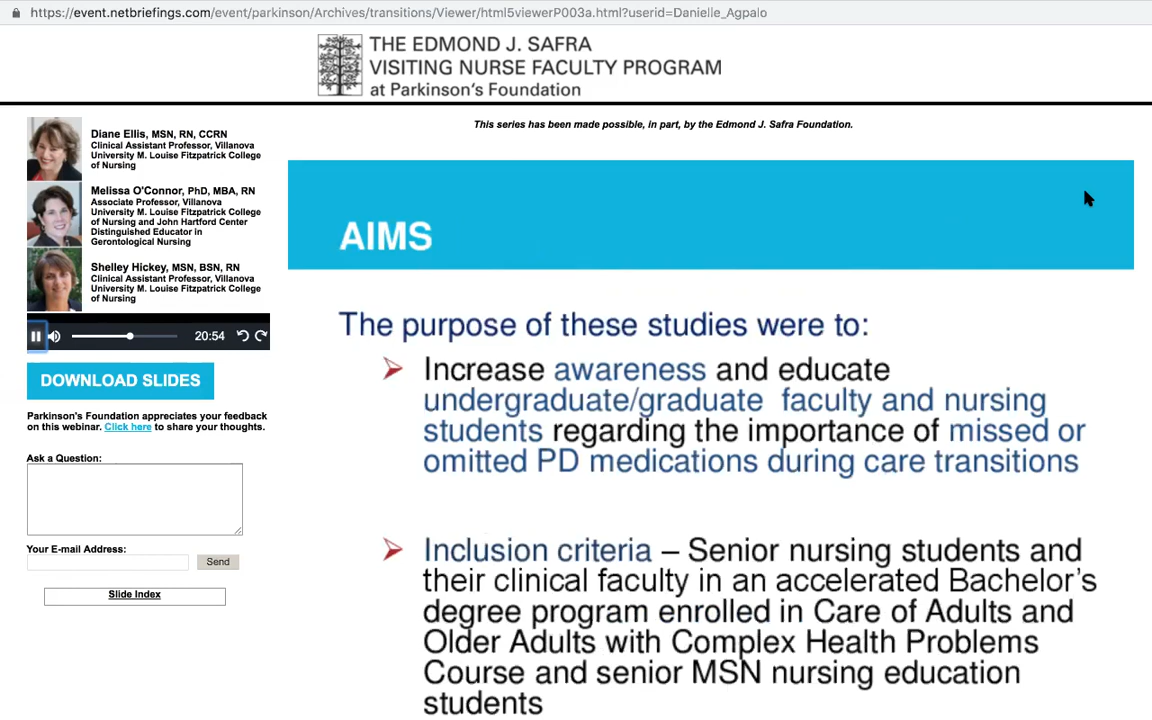 https://event.netbriefings.com/event/parkinson/Archives/transitions/Viewer/html5viewerP003a.html?userid=Danielle_Agpalo
THE EDMOND J. SAFRA
VISITING NURSE FACULTY PROGRAM
at Parkinson's Foundation
This series has been made possible, in part, by the Edmond J. Safra Foundation.
Diane Ellis, MSN, RN, CCRN
Clinical Assistant Professor, Villanova
University M. Louise Fitzpatrick College
of Nursing
Melissa O'Connor, PhD, MBA, RN
Associate Professor, Villanova
University M. Louise Fitzpatrick College
of Nursing and John Hartford Center
Distinguished Educator in
Gerontological Nursing
Shelley Hickey, MSN, BSN, RN
Clinical Assistant Professor, Villanova
University M. Louise Fitzpatrick College
of Nursing
20:54
DOWNLOAD SLIDES
Parkinson's Foundation appreciates your feedback
on this webinar. Click here to share your thoughts.
Ask a Question:
Your E-mail Address:
Send
Slide Index
AIMS
The purpose of these studies were to:
Increase awareness and educate
undergraduate/graduate faculty and nursing
students regarding the importance of missed or
omitted PD medications during care transitions
Inclusion criteria – Senior nursing students and
their clinical faculty in an accelerated Bachelor's
degree program enrolled in Care of Adults and
Older Adults with Complex Health Problems
Course and senior MSN nursing education
students